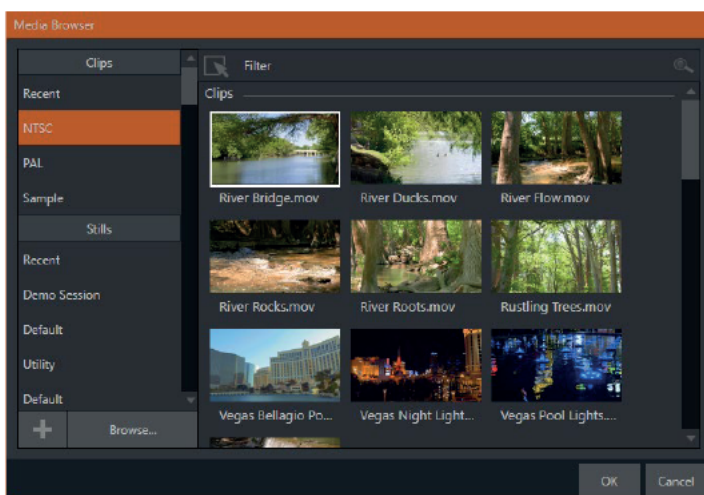 Media Browser
Clips
Recent
NTSC
PAL
Sample
Stills
Recent
Demo Session
Default
Utility
Default
Browse...
Filter
Clips
River Bridge.mov
River Ducks.mov
River Flow.mov
River Rocks.mov
River Roots.mov
Rustling Trees.mov
Vegas Bellagio Po...
Vegas Night Light...
Vegas Pool Lights....
OK
Cancel